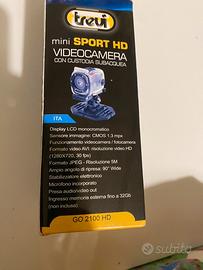 trevi
mini SPORT HD
VIDEOCAMERA
CON CUSTODIA SUBACQUEA
ITA
Display LCD monocromatico
Sensore immagine: CMOS 1.3 mpx
Funzionamento videocamera / fotocamera
Formato video AVI: risoluzione video HD
(1280X720, 30 fps)
Formato JPEG - Risoluzione 5M
Ampio angolo di ripresa: 90° Wide
Stabilizzatore elettronico
Microfono incorporato
Presa audio/video out
Ingresso memoria esterna fino a 32Gb
(non inclusa)
GO 2100 HD
subito